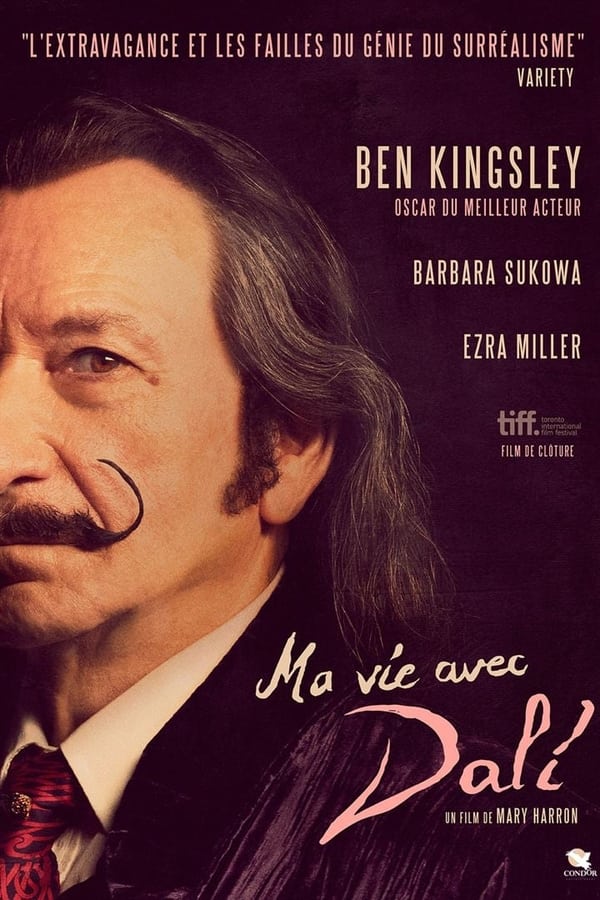 "L'EXTRAVAGANCE ET LES FAILLES DU GÉNIE DU SURRÉALISME"
VARIETY
BEN KINGSLEY
OSCAR DU MEILLEUR ACTEUR
BARBARA SUKOWA
EZRA MILLER
tiff. toronto
international
film festival
FILM DE CLÔTURE
Ma vie avec
Dalí
UN FILM DE MARY HARRON
CONDOR